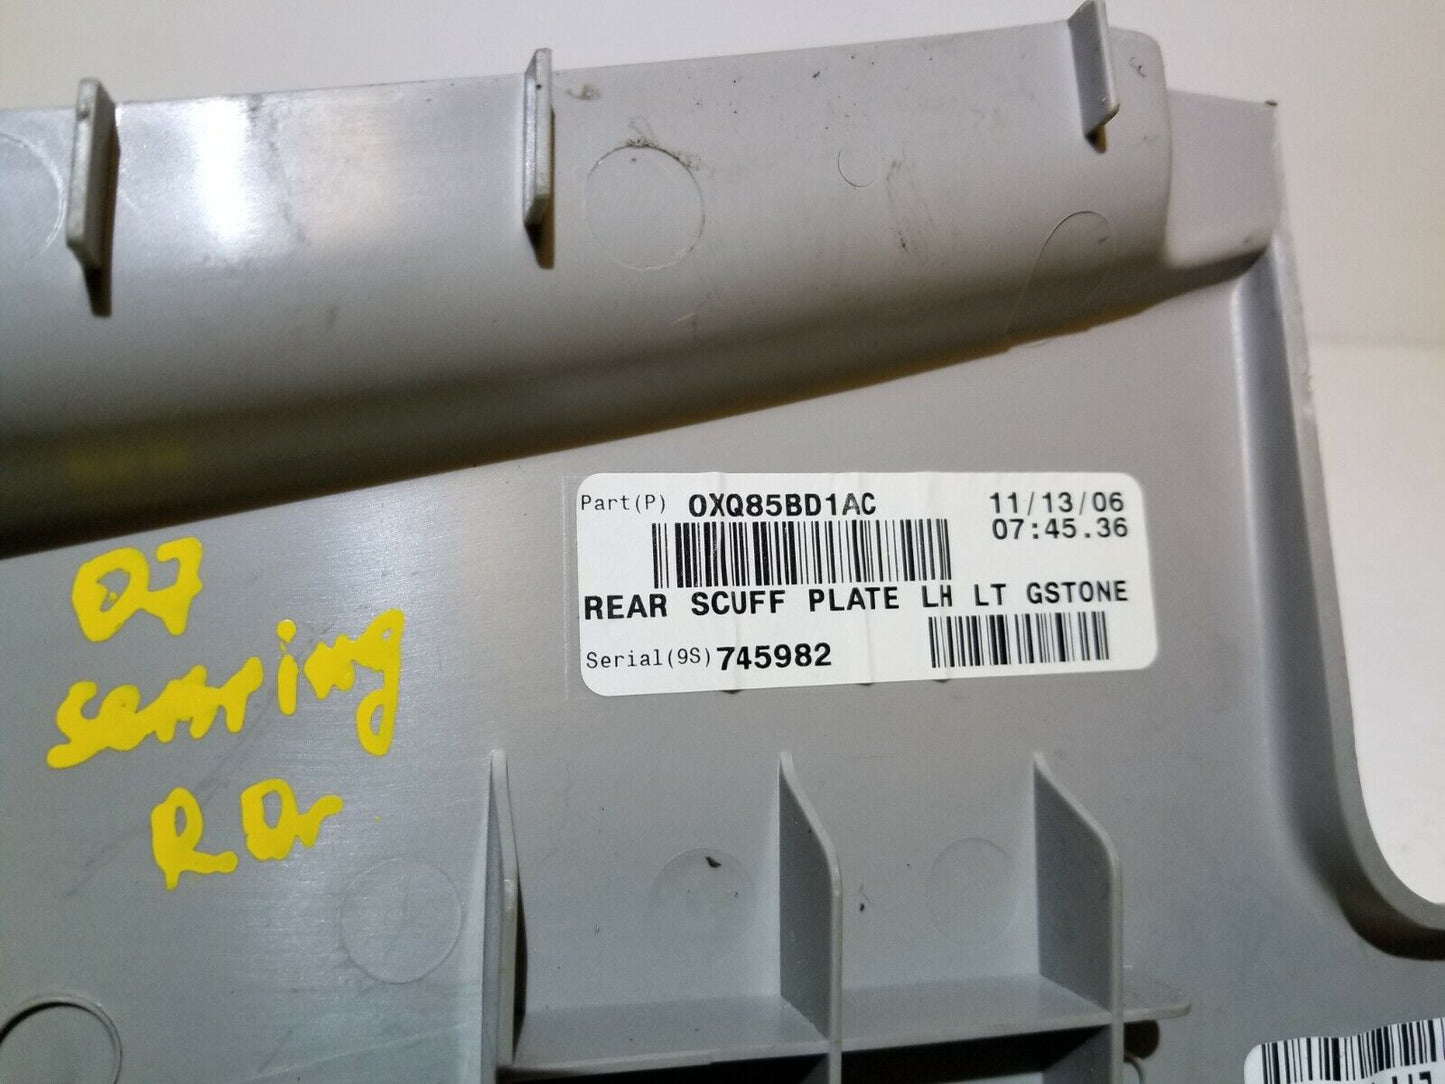 Part(P) 0XQ85BD1AC 11/13/06
07:45.36
REAR SCUFF PLATE LH LT GSTONE
Serial(9S) 745982
07
R Dr